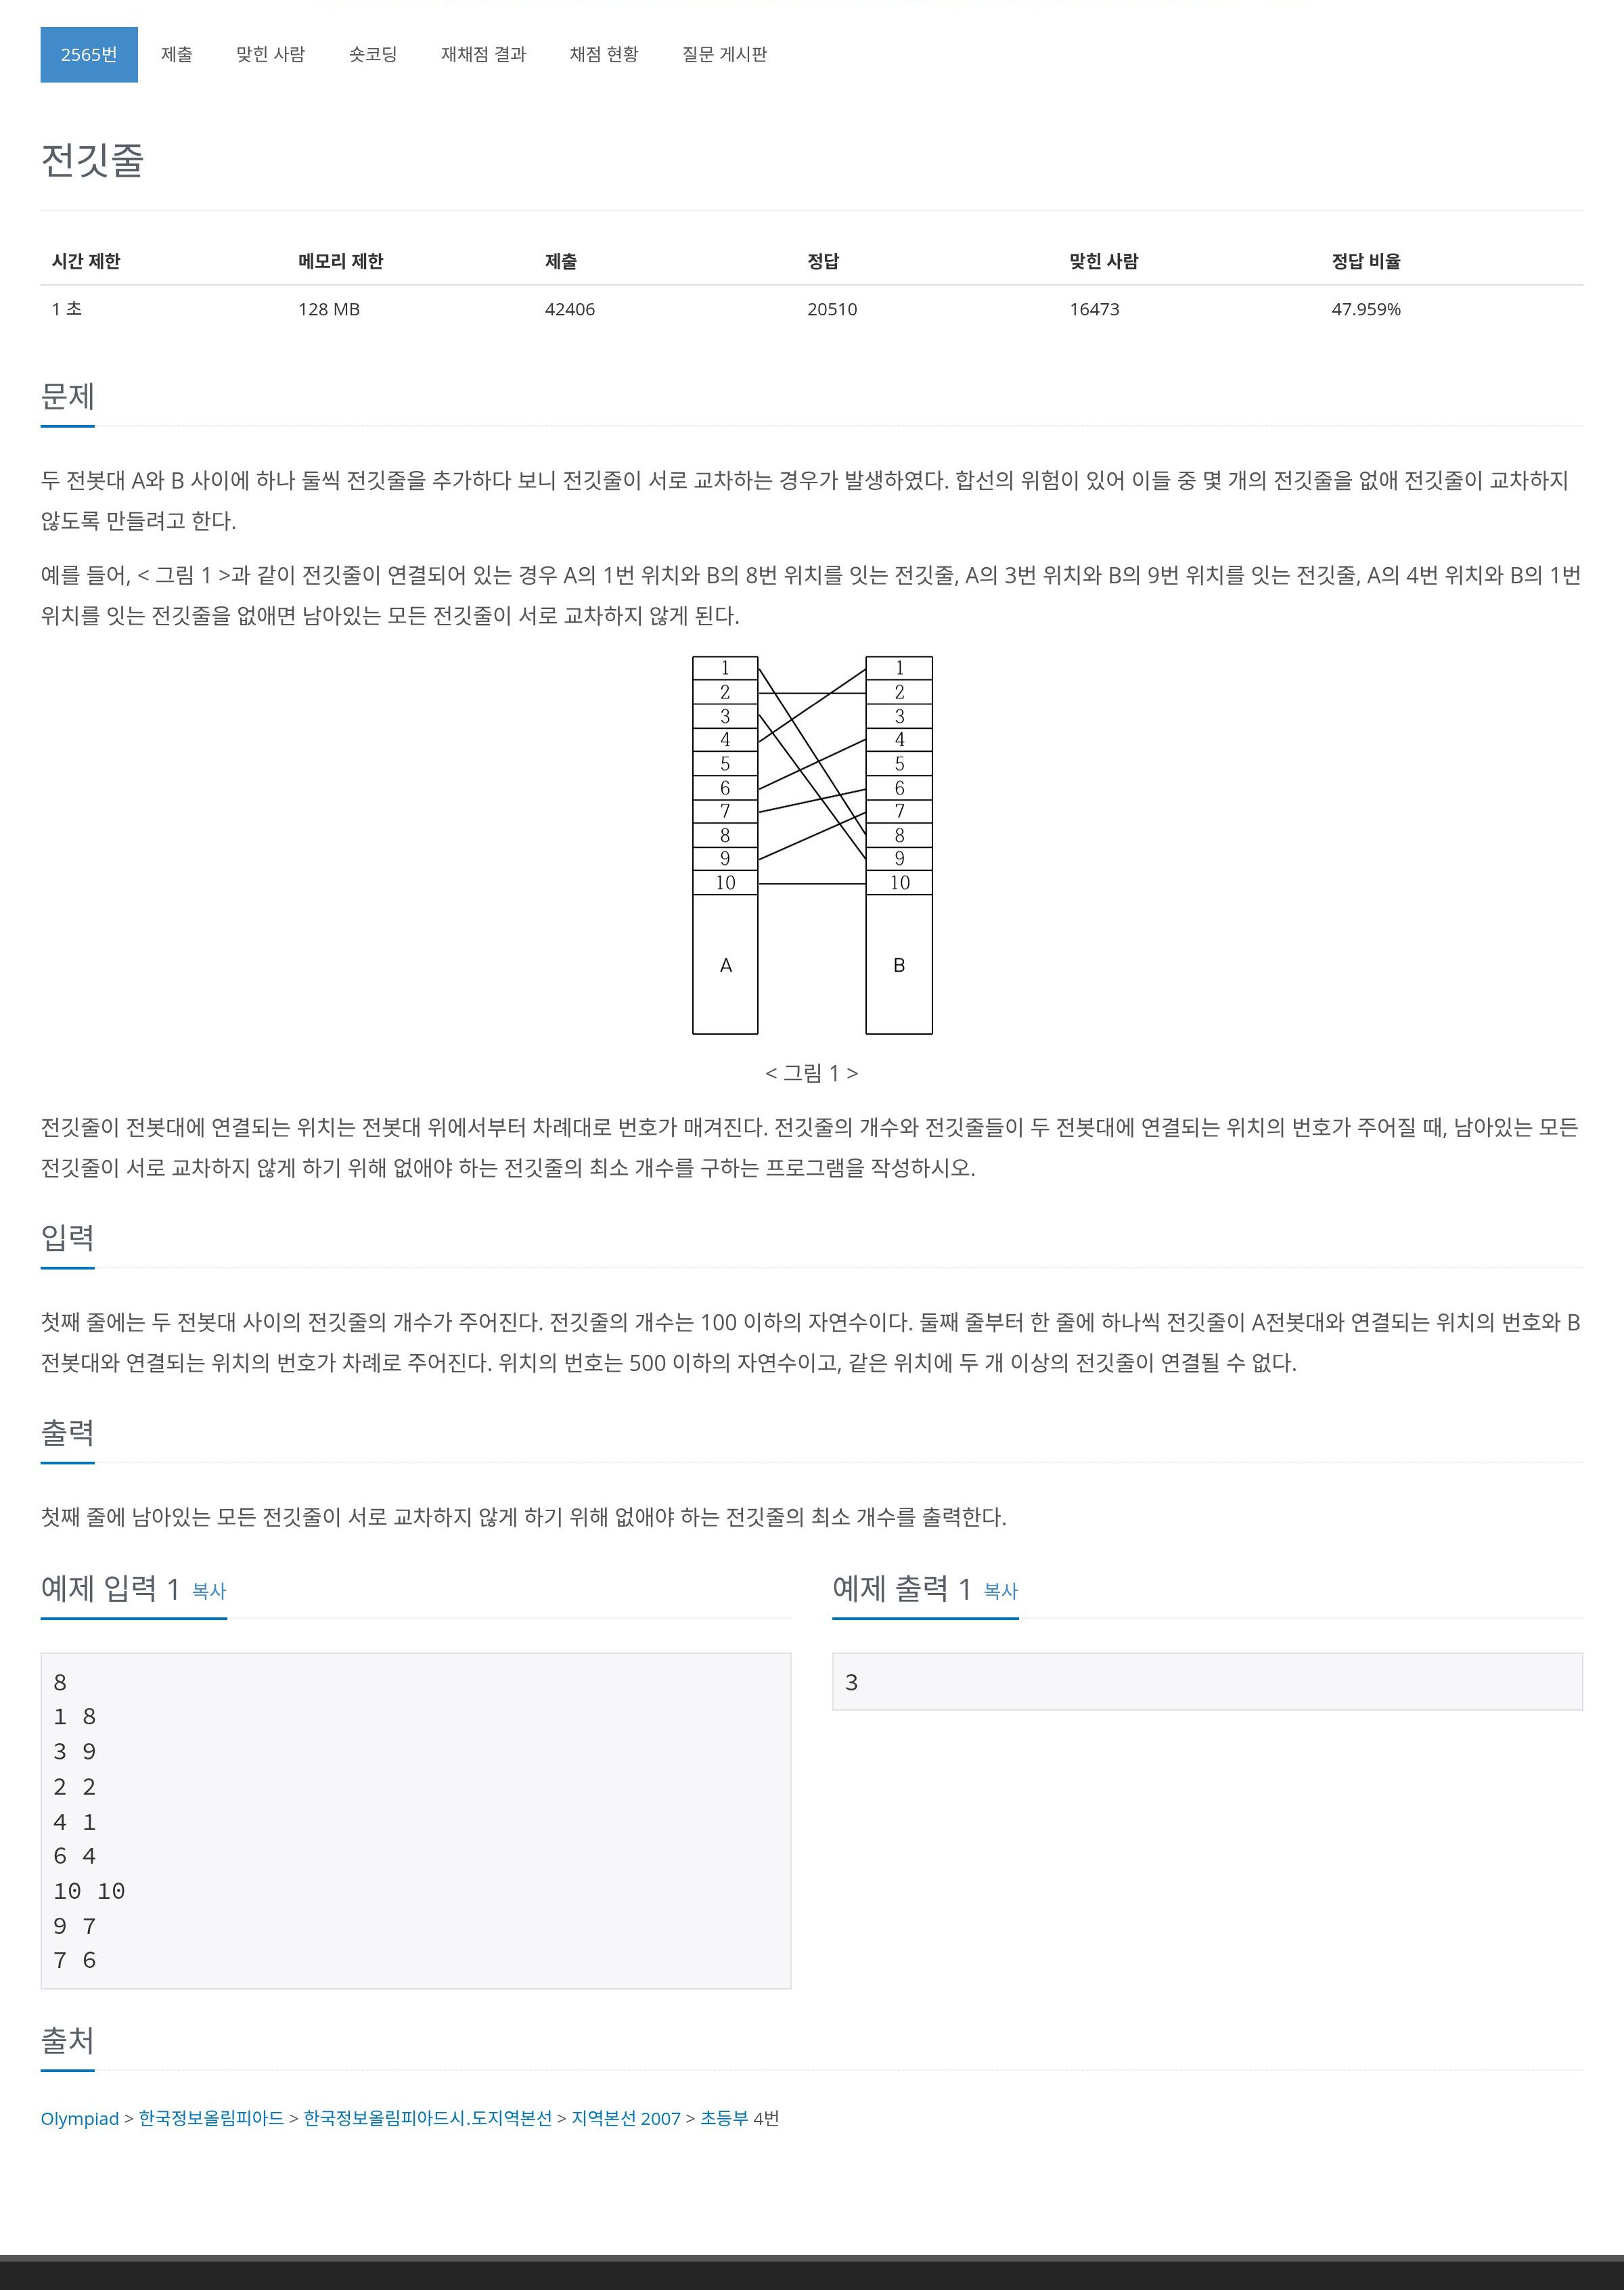 2565번 제출 맞힌 사람 숏코딩 재채점 결과 채점 현황 질문 게시판
전깃줄
시간 제한 메모리 제한 제출 정답 맞힌 사람 정답 비율
1 초 128 MB 42406 20510 16473 47.959%
문제
두 전봇대 A와 B 사이에 하나 둘씩 전깃줄을 추가하다 보니 전깃줄이 서로 교차하는 경우가 발생하였다. 합선의 위험이 있어 이들 중 몇 개의 전깃줄을 없애 전깃줄이 교차하지
않도록 만들려고 한다.
예를 들어, < 그림 1 >과 같이 전깃줄이 연결되어 있는 경우 A의 1번 위치와 B의 8번 위치를 잇는 전깃줄, A의 3번 위치와 B의 9번 위치를 잇는 전깃줄, A의 4번 위치와 B의 1번
위치를 잇는 전깃줄을 없애면 남아있는 모든 전깃줄이 서로 교차하지 않게 된다.
1 1
2 2
3 3
4 4
5 5
6 6
7 7
8 8
9 9
10 10
A B
< 그림 1 >
전깃줄이 전봇대에 연결되는 위치는 전봇대 위에서부터 차례대로 번호가 매겨진다. 전깃줄의 개수와 전깃줄들이 두 전봇대에 연결되는 위치의 번호가 주어질 때, 남아있는 모든
전깃줄이 서로 교차하지 않게 하기 위해 없애야 하는 전깃줄의 최소 개수를 구하는 프로그램을 작성하시오.
입력
첫째 줄에는 두 전봇대 사이의 전깃줄의 개수가 주어진다. 전깃줄의 개수는 100 이하의 자연수이다. 둘째 줄부터 한 줄에 하나씩 전깃줄이 A전봇대와 연결되는 위치의 번호와 B
전봇대와 연결되는 위치의 번호가 차례로 주어진다. 위치의 번호는 500 이하의 자연수이고, 같은 위치에 두 개 이상의 전깃줄이 연결될 수 없다.
출력
첫째 줄에 남아있는 모든 전깃줄이 서로 교차하지 않게 하기 위해 없애야 하는 전깃줄의 최소 개수를 출력한다.
예제 입력 1 복사
8
1 8
3 9
2 2
4 1
6 4
10 10
9 7
7 6
예제 출력 1 복사
3
출처
Olympiad > 한국정보올림피아드 > 한국정보올림피아드시.도지역본선 > 지역본선 2007 > 초등부 4번